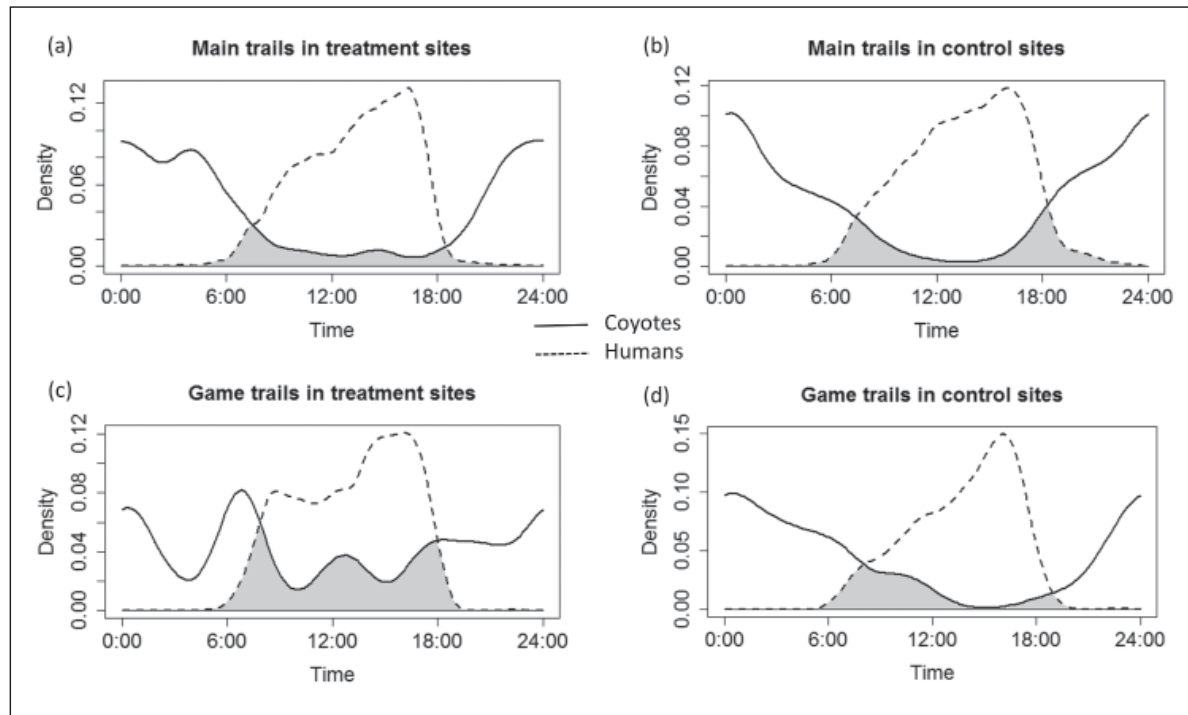 (a)
Main trails in treatment sites
Density
0.00 0.06 0.12
0:00 6:00 12:00 18:00 24:00
Time
(b)
Main trails in control sites
Density
0.00 0.04 0.08 0.12
0:00 6:00 12:00 18:00 24:00
Time
Coyotes
Humans
(c)
Game trails in treatment sites
Density
0.00 0.04 0.08 0.12
0:00 6:00 12:00 18:00 24:00
Time
(d)
Game trails in control sites
Density
0.00 0.05 0.10 0.15
0:00 6:00 12:00 18:00 24:00
Time